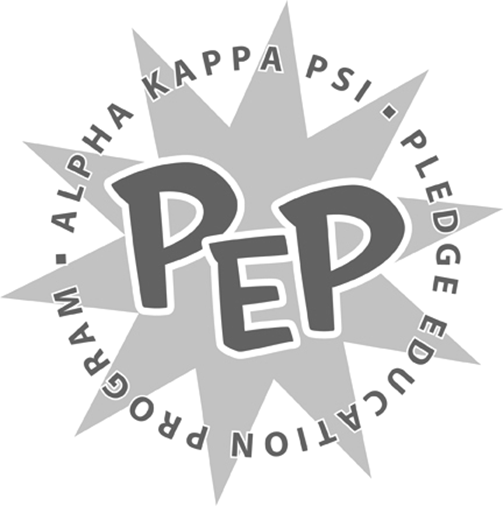 ALPHA KAPPA PSI ▪ PLEDGE EDUCATION PROGRAM ▪
PEP